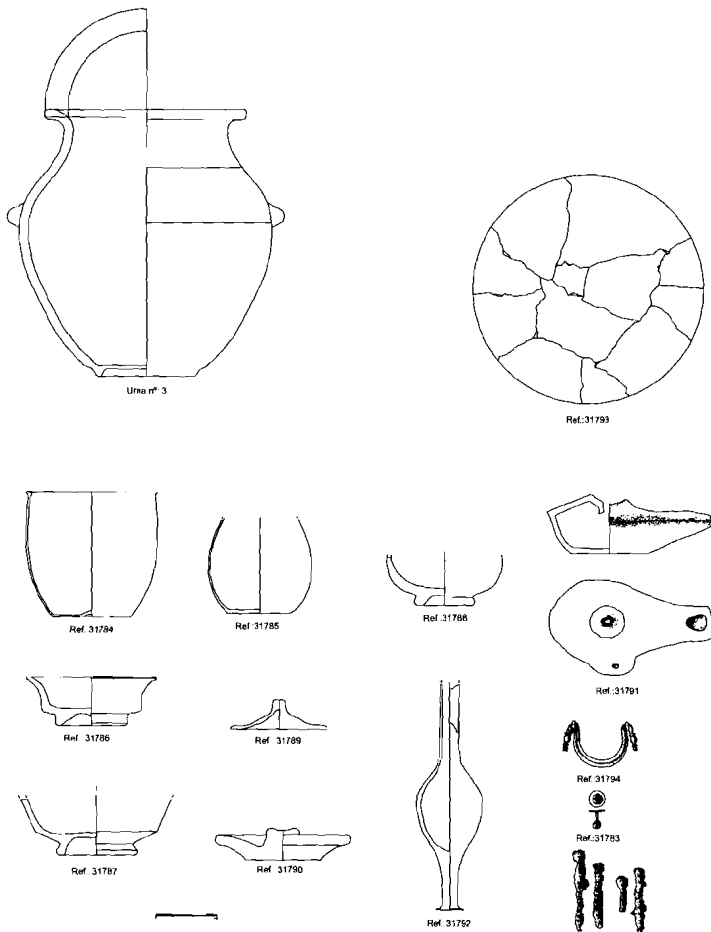 Urna nº 3
Ref.:31793
Ref. 31784
Ref. 31785
Ref. 31788
Ref.:31791
Ref. 31786
Ref. 31789
Ref. 31794
Ref.:31783
Ref. 31787
Ref. 31790
Ref.:31792